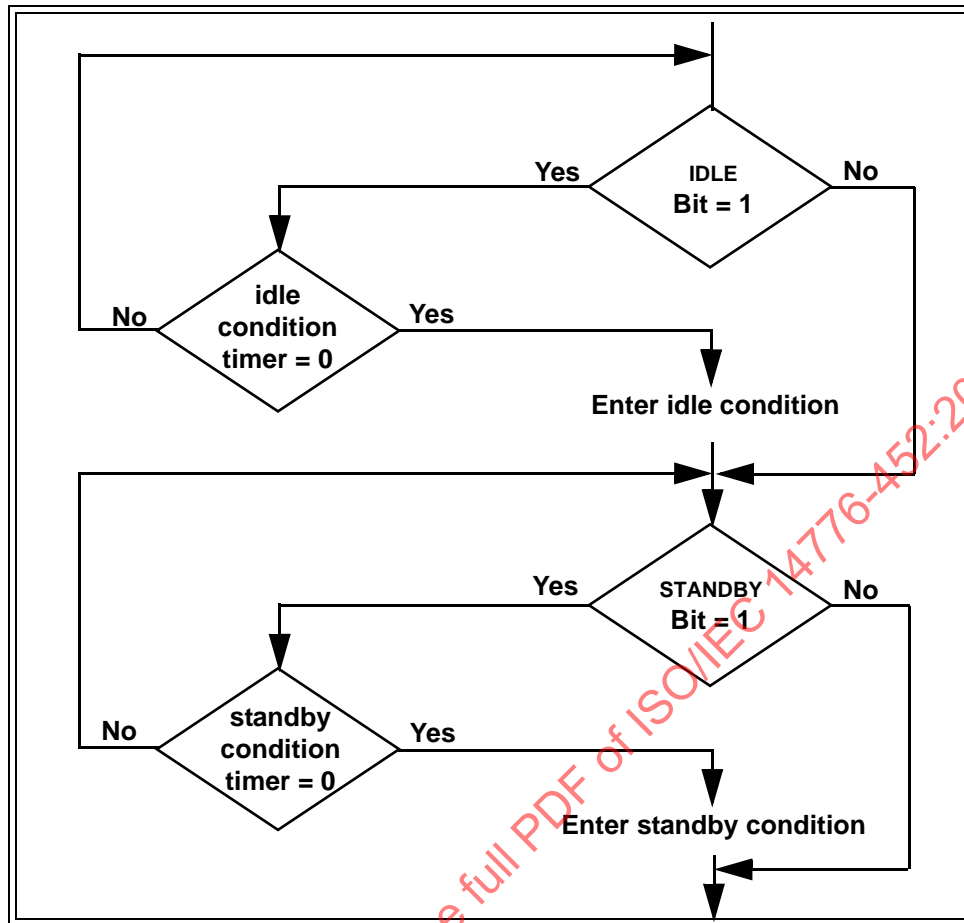 IDLE
Bit = 1
Yes
No
idle
condition
timer = 0
No
Yes
Enter idle condition
STANDBY
Bit = 1
Yes
No
standby
condition
timer = 0
No
Yes
Enter standby condition
full PDF of ISO/IEC 14776-452:20